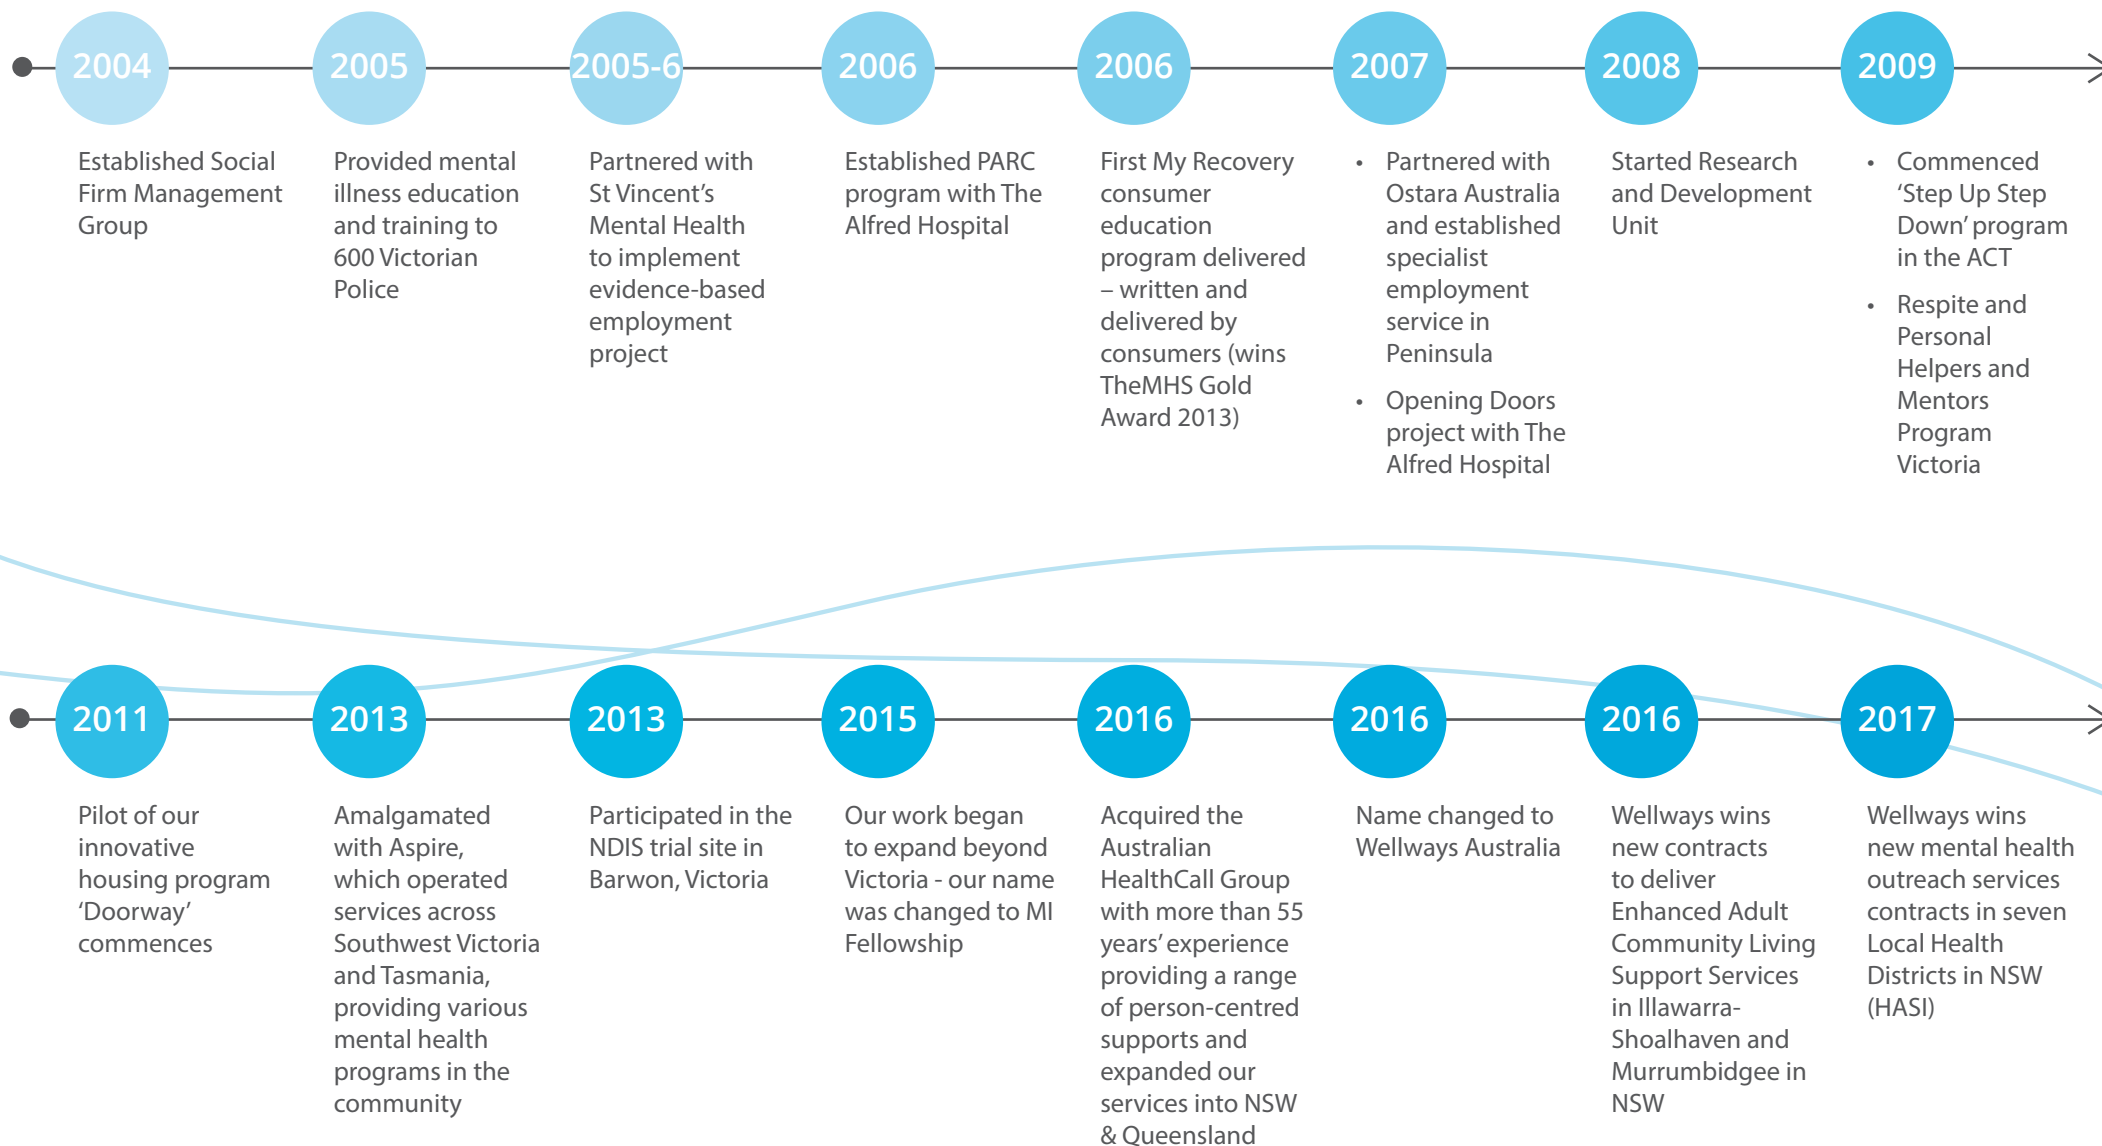 2004
Established Social
Firm Management
Group
2005
Provided mental
illness education
and training to
600 Victorian
Police
2005-6
Partnered with
St Vincent’s
Mental Health
to implement
evidence-based
employment
project
2006
Established PARC
program with The
Alfred Hospital
2006
First My Recovery
consumer
education
program delivered
– written and
delivered by
consumers (wins
TheMHS Gold
Award 2013)
2007
• Partnered with
Ostara Australia
and established
specialist
employment
service in
Peninsula
• Opening Doors
project with The
Alfred Hospital
2008
Started Research
and Development
Unit
2009
• Commenced
‘Step Up Step
Down’ program
in the ACT
• Respite and
Personal
Helpers and
Mentors
Program
Victoria
2011
Pilot of our
innovative
housing program
‘Doorway’
commences
2013
Amalgamated
with Aspire,
which operated
services across
Southwest Victoria
and Tasmania,
providing various
mental health
programs in the
community
2013
Participated in the
NDIS trial site in
Barwon, Victoria
2015
Our work began
to expand beyond
Victoria - our name
was changed to MI
Fellowship
2016
Acquired the
Australian
HealthCall Group
with more than 55
years’ experience
providing a range
of person-centred
supports and
expanded our
services into NSW
& Queensland
2016
Name changed to
Wellways Australia
2016
Wellways wins
new contracts
to deliver
Enhanced Adult
Community Living
Support Services
in Illawarra-
Shoalhaven and
Murrumbidgee in
NSW
2017
Wellways wins
new mental health
outreach services
contracts in seven
Local Health
Districts in NSW
(HASI)